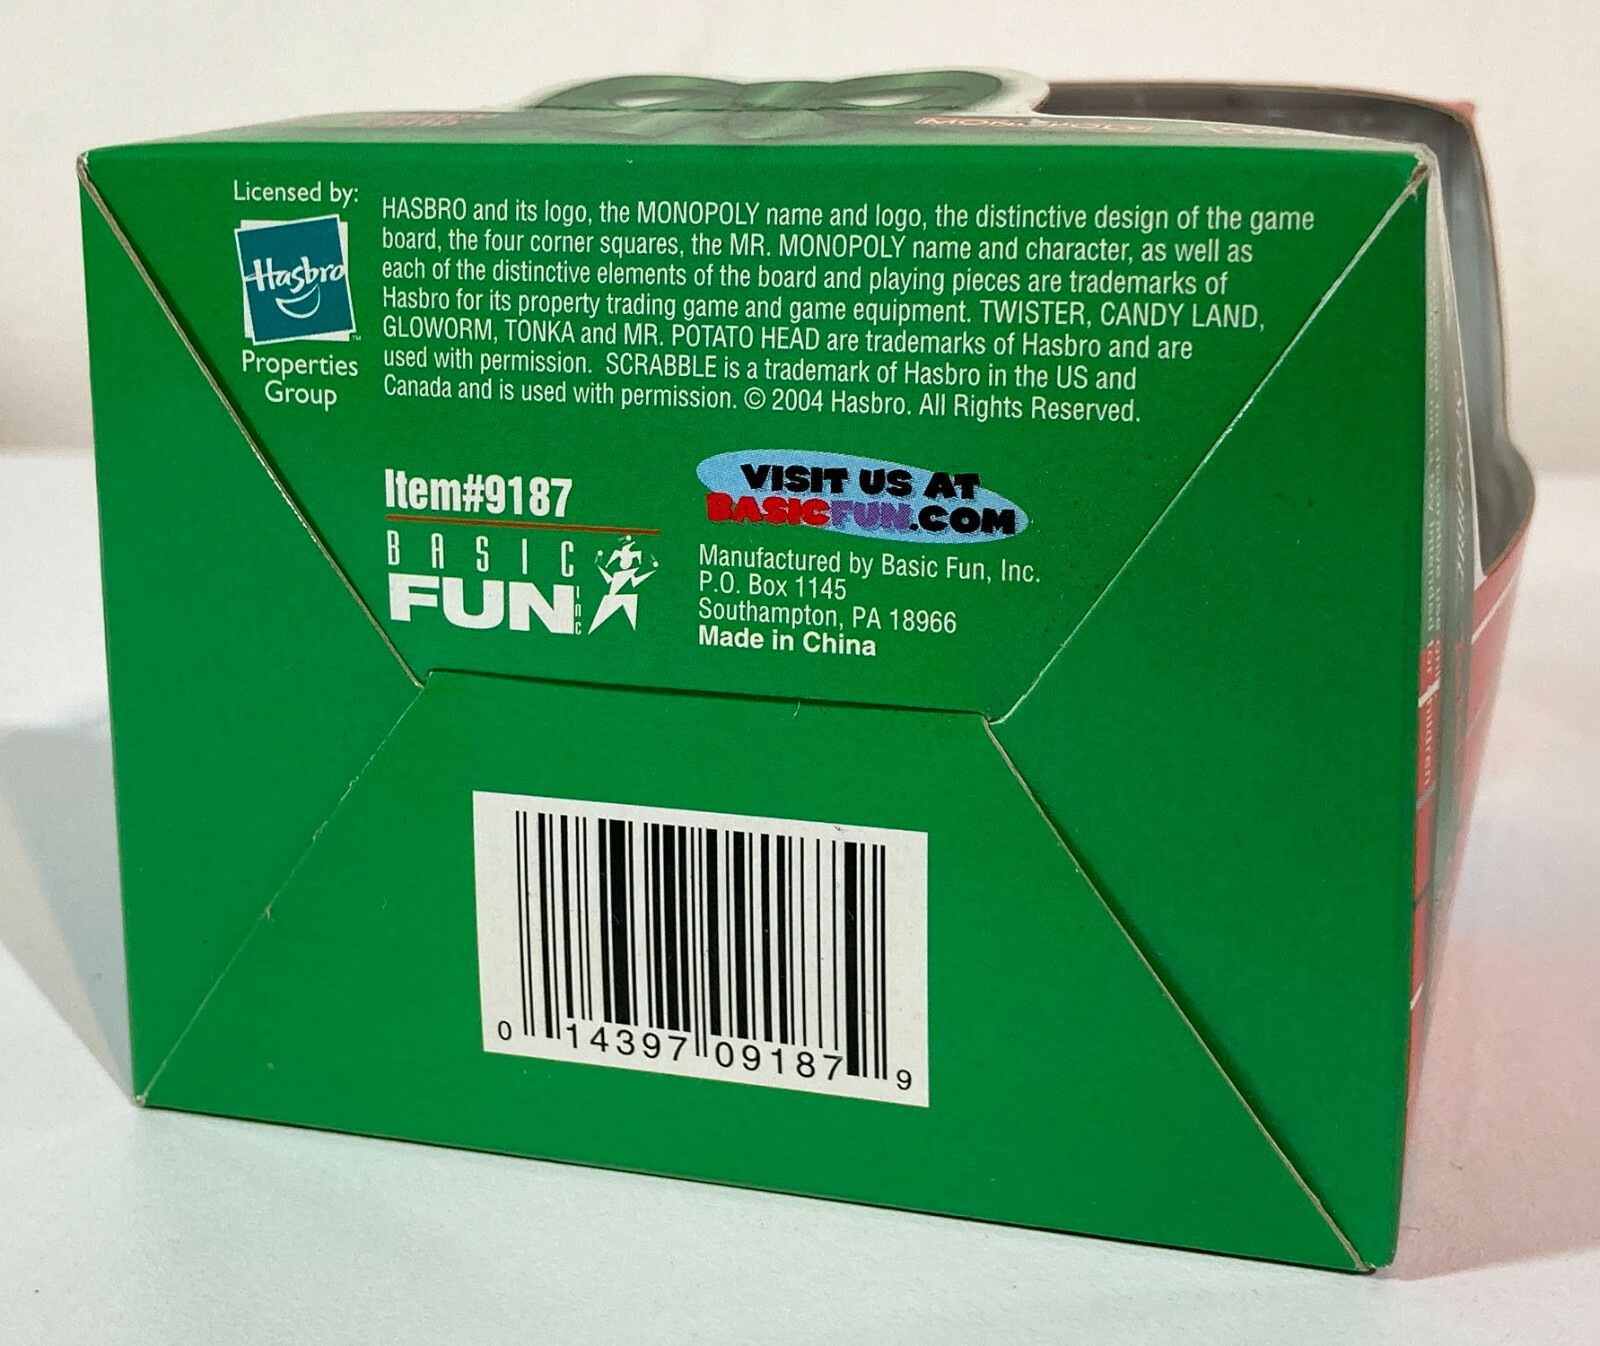 MONOPOLY
Licensed by:
Hasbro
Properties
Group
HASBRO and its logo, the MONOPOLY name and logo, the distinctive design of the game
board, the four corner squares, the MR. MONOPOLY name and character, as well as
each of the distinctive elements of the board and playing pieces are trademarks of
Hasbro for its property trading game and game equipment. TWISTER, CANDY LAND,
GLOWORM, TONKA and MR. POTATO HEAD are trademarks of Hasbro and are
used with permission. SCRABBLE is a trademark of Hasbro in the US and
Canada and is used with permission. © 2004 Hasbro. All Rights Reserved.
Item#9187
BASIC
FUN INC
VISIT US AT
BASICFUN.COM
Manufactured by Basic Fun, Inc.
P.O. Box 1145
Southampton, PA 18966
Made in China
0 14397 09187 9